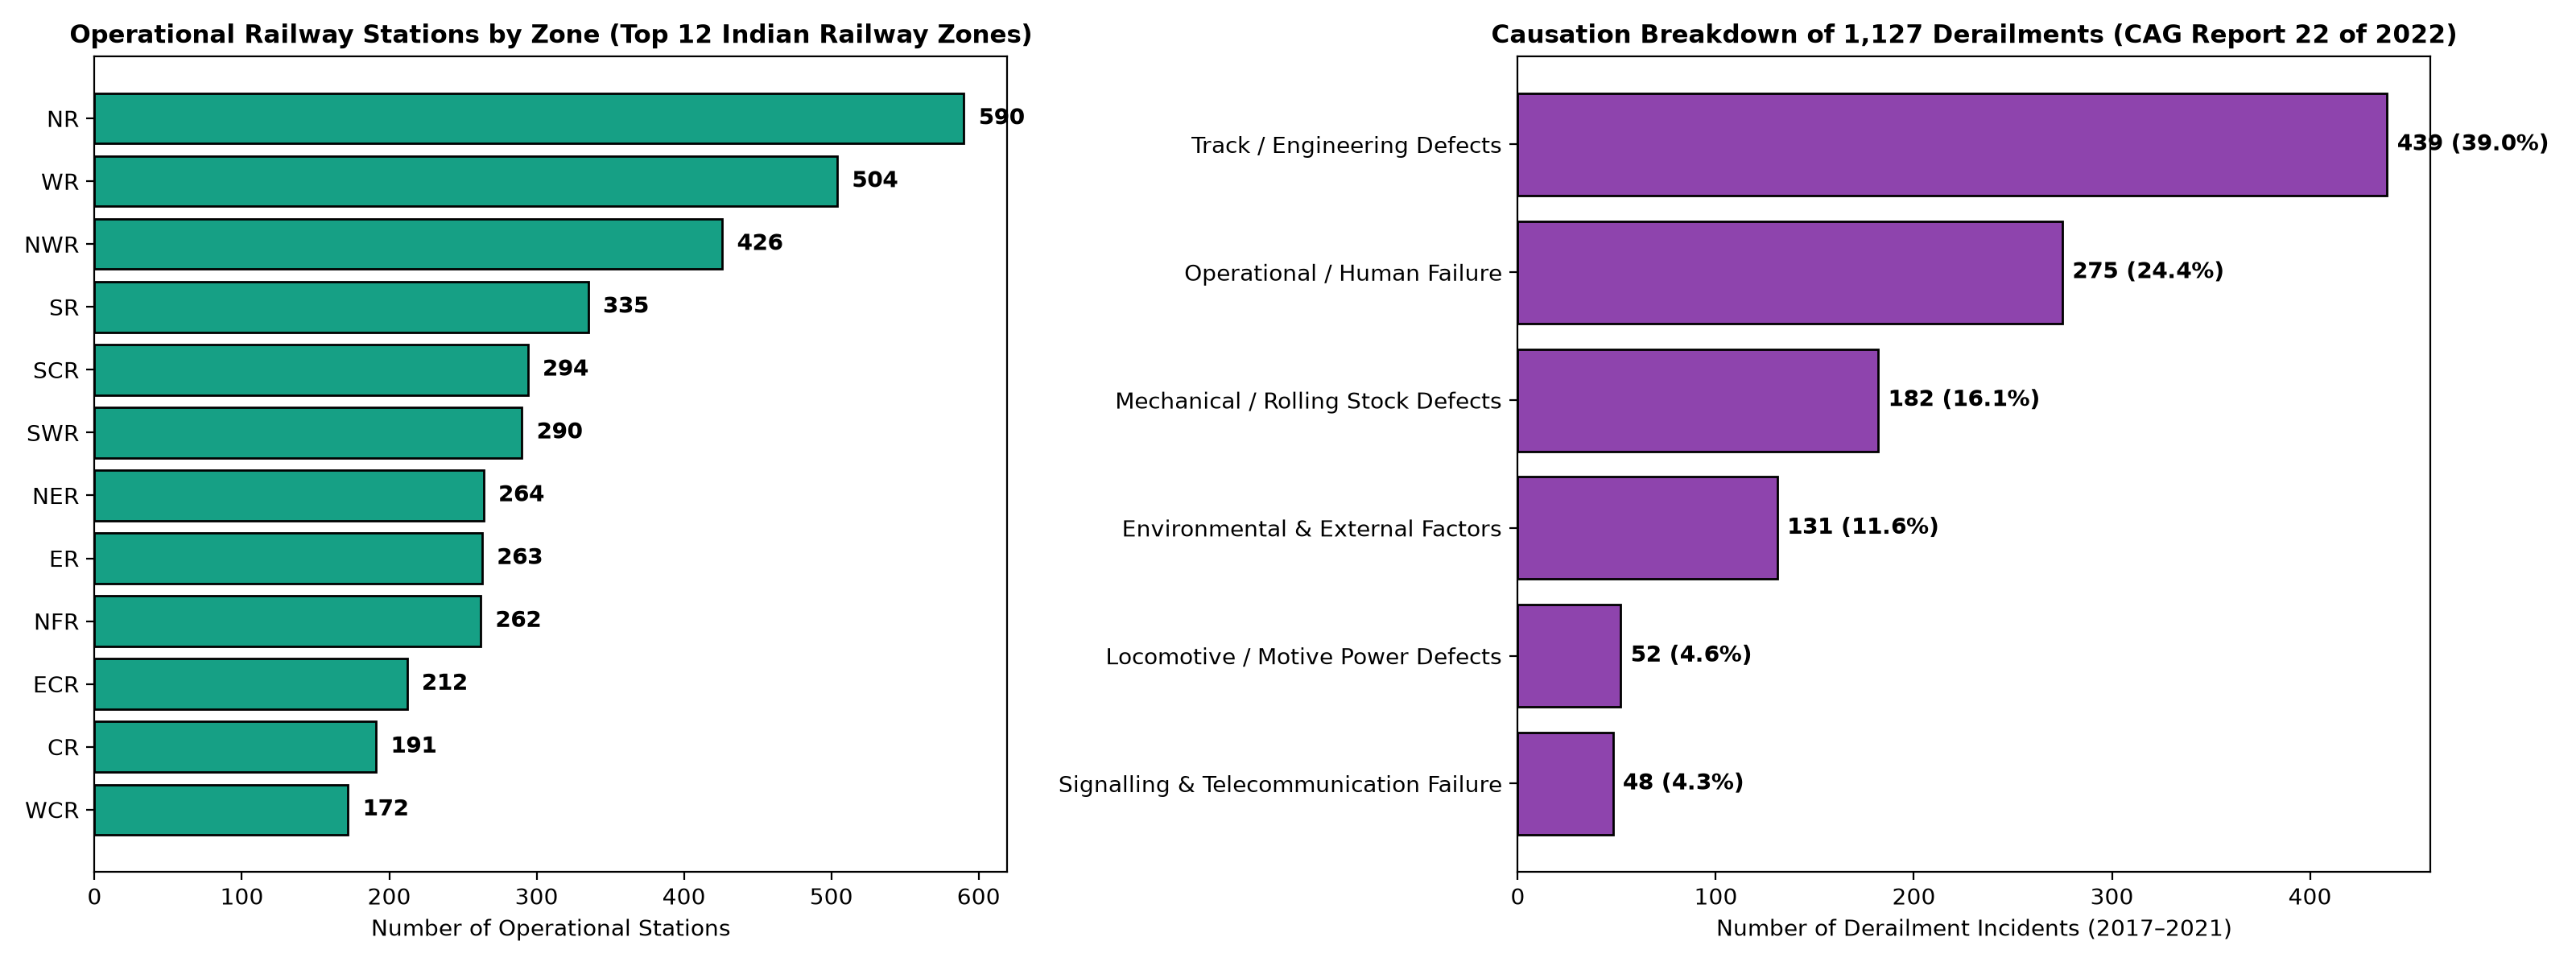 Operational Railway Stations by Zone (Top 12 Indian Railway Zones)
NR 590
WR 504
NWR 426
SR 335
SCR 294
SWR 290
NER 264
ER 263
NFR 262
ECR 212
CR 191
WCR 172
0 100 200 300 400 500 600
Number of Operational Stations
Causation Breakdown of 1,127 Derailments (CAG Report 22 of 2022)
Track / Engineering Defects 439 (39.0%)
Operational / Human Failure 275 (24.4%)
Mechanical / Rolling Stock Defects 182 (16.1%)
Environmental & External Factors 131 (11.6%)
Locomotive / Motive Power Defects 52 (4.6%)
Signalling & Telecommunication Failure 48 (4.3%)
0 100 200 300 400
Number of Derailment Incidents (2017–2021)